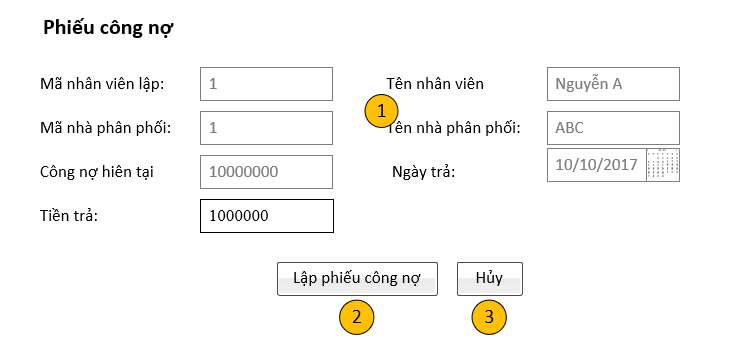 Phiếu công nợ
Mã nhân viên lập: 1 Tên nhân viên Nguyễn A
1
Mã nhà phân phối: 1 Tên nhà phân phối: ABC
Công nợ hiên tại 10000000 Ngày trả: 10/10/2017
Tiền trả: 1000000
Lập phiếu công nợ Hủy
2 3